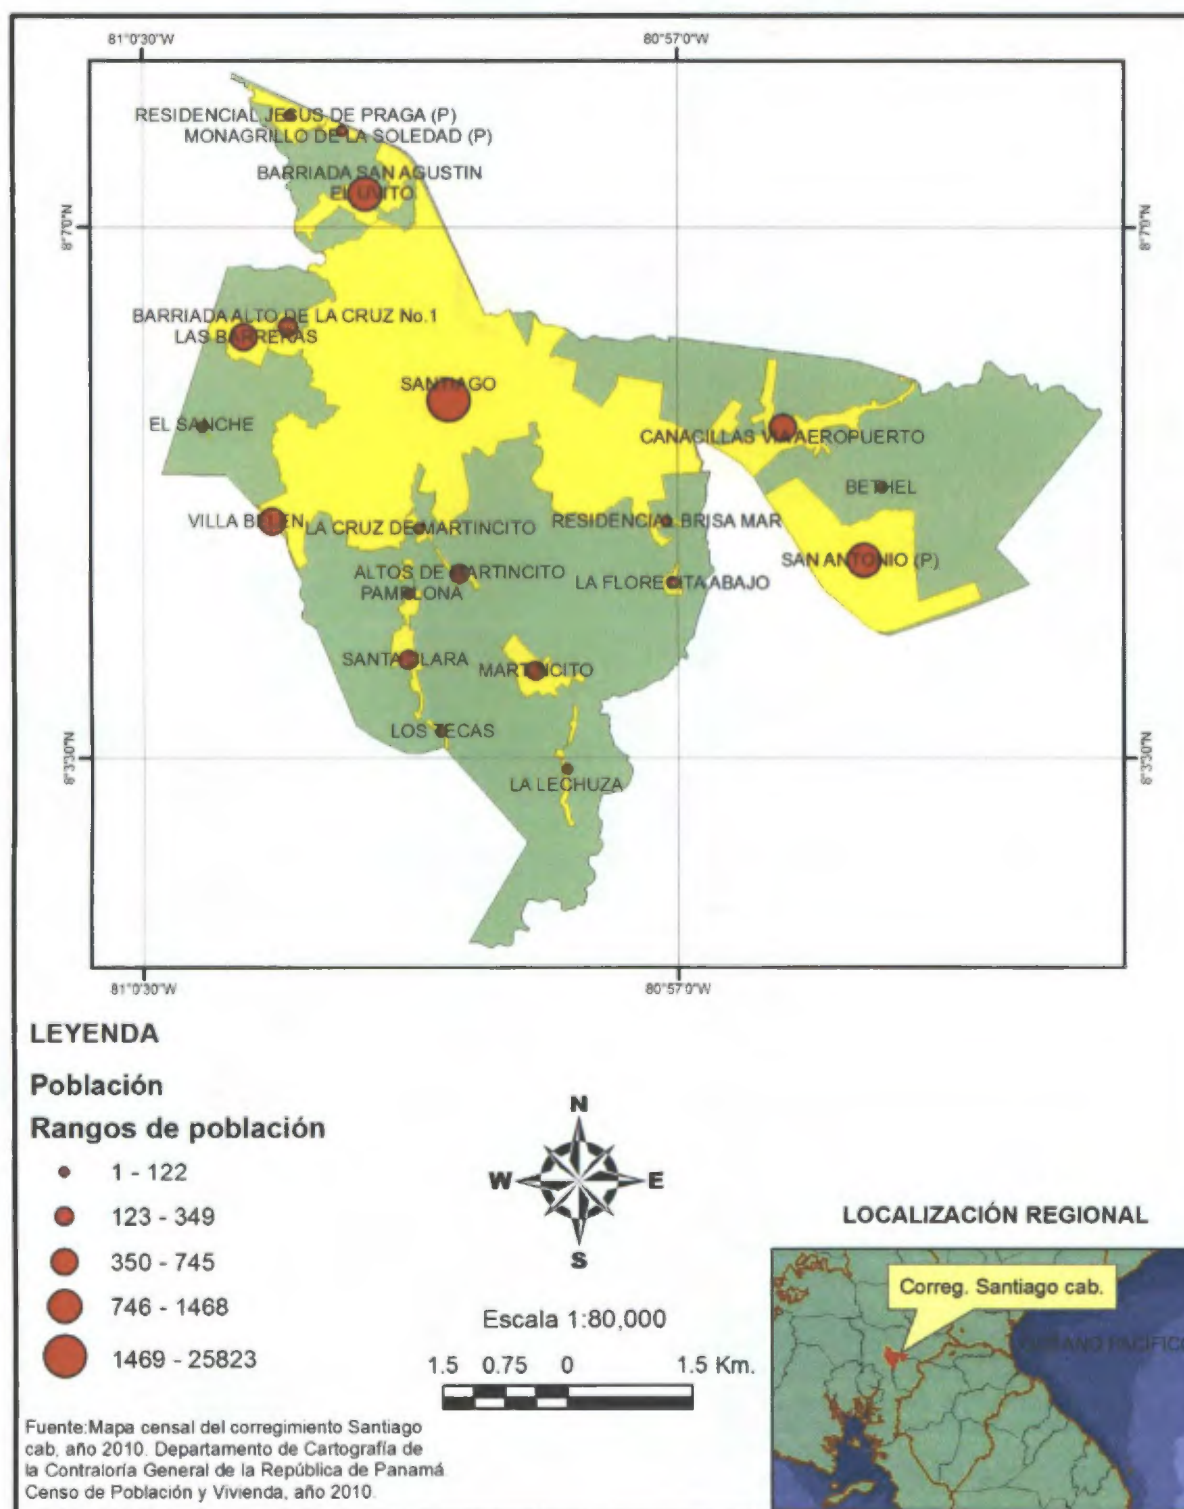 81°0'30"W
80°57'0"W
RESIDENCIAL JESUS DE PRAGA (P)
MONAGRILLO DE LA SOLEDAD (P)
BARRIADA SAN AGUSTIN
EL UVITO
8°7'0"N
8°7'0"N
BARRIADA ALTO DE LA CRUZ No.1
LAS BARRERAS
SANTIAGO
EL SANCHE
CANACILLAS VIA AEROPUERTO
BETHEL
VILLA BELEN
LA CRUZ DE MARTINCITO
RESIDENCIAL BRISA MAR
SAN ANTONIO (P)
ALTOS DE MARTINCITO
LA FLORECITA ABAJO
PAMPLONA
SANTA CLARA
MARTINCITO
LOS TECAS
LA LECHUZA
8°3'30"N
8°3'30"N
81°0'30"W
80°57'0"W
LEYENDA
Población
Rangos de población
1 - 122
123 - 349
350 - 745
746 - 1468
1469 - 25823
N
W
E
S
Escala 1:80,000
1.5 0.75 0 1.5 Km.
LOCALIZACIÓN REGIONAL
Correg. Santiago cab.
OCEANO PACIFICO
Fuente:Mapa censal del corregimiento Santiago
cab, año 2010. Departamento de Cartografía de
la Contraloría General de la República de Panamá
Censo de Población y Vivienda, año 2010.